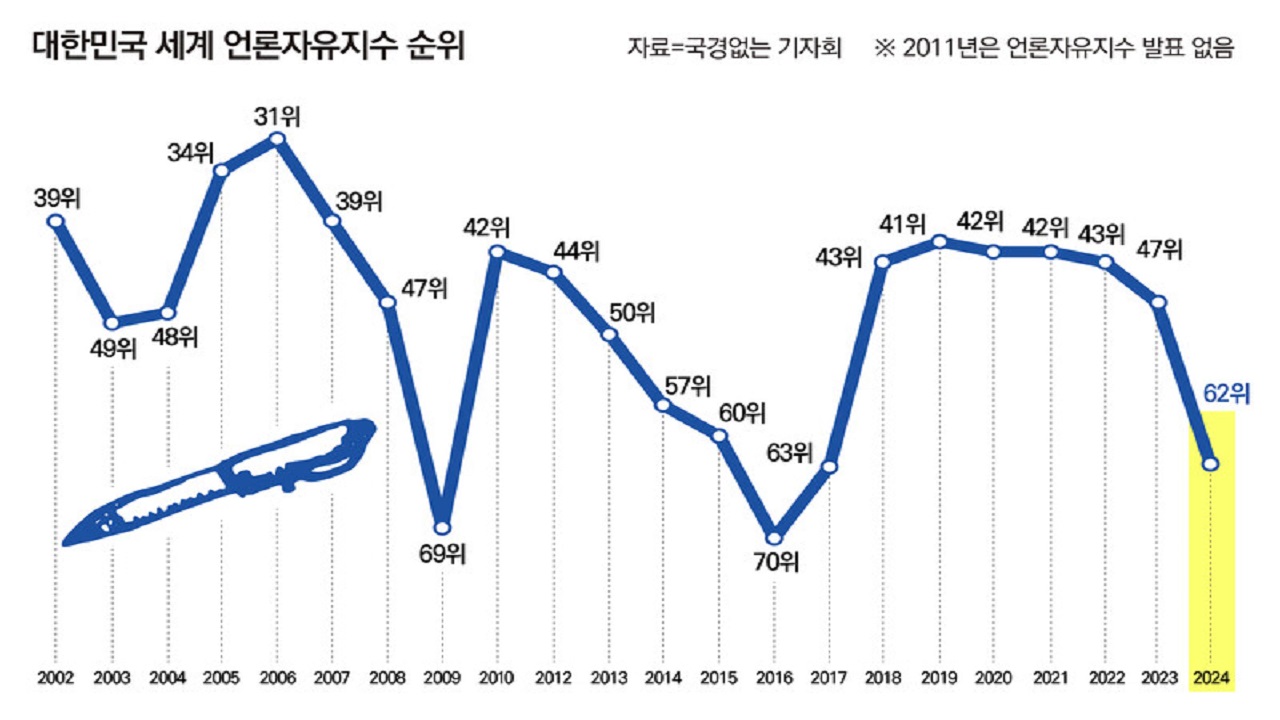 대한민국 세계 언론자유지수 순위
자료=국경없는 기자회 ※ 2011년은 언론자유지수 발표 없음
39위
49위
48위
34위
31위
39위
47위
69위
42위
44위
50위
57위
60위
70위
63위
43위
41위
42위
42위
43위
47위
62위
2002 2003 2004 2005 2006 2007 2008 2009 2010 2012 2013 2014 2015 2016 2017 2018 2019 2020 2021 2022 2023 2024